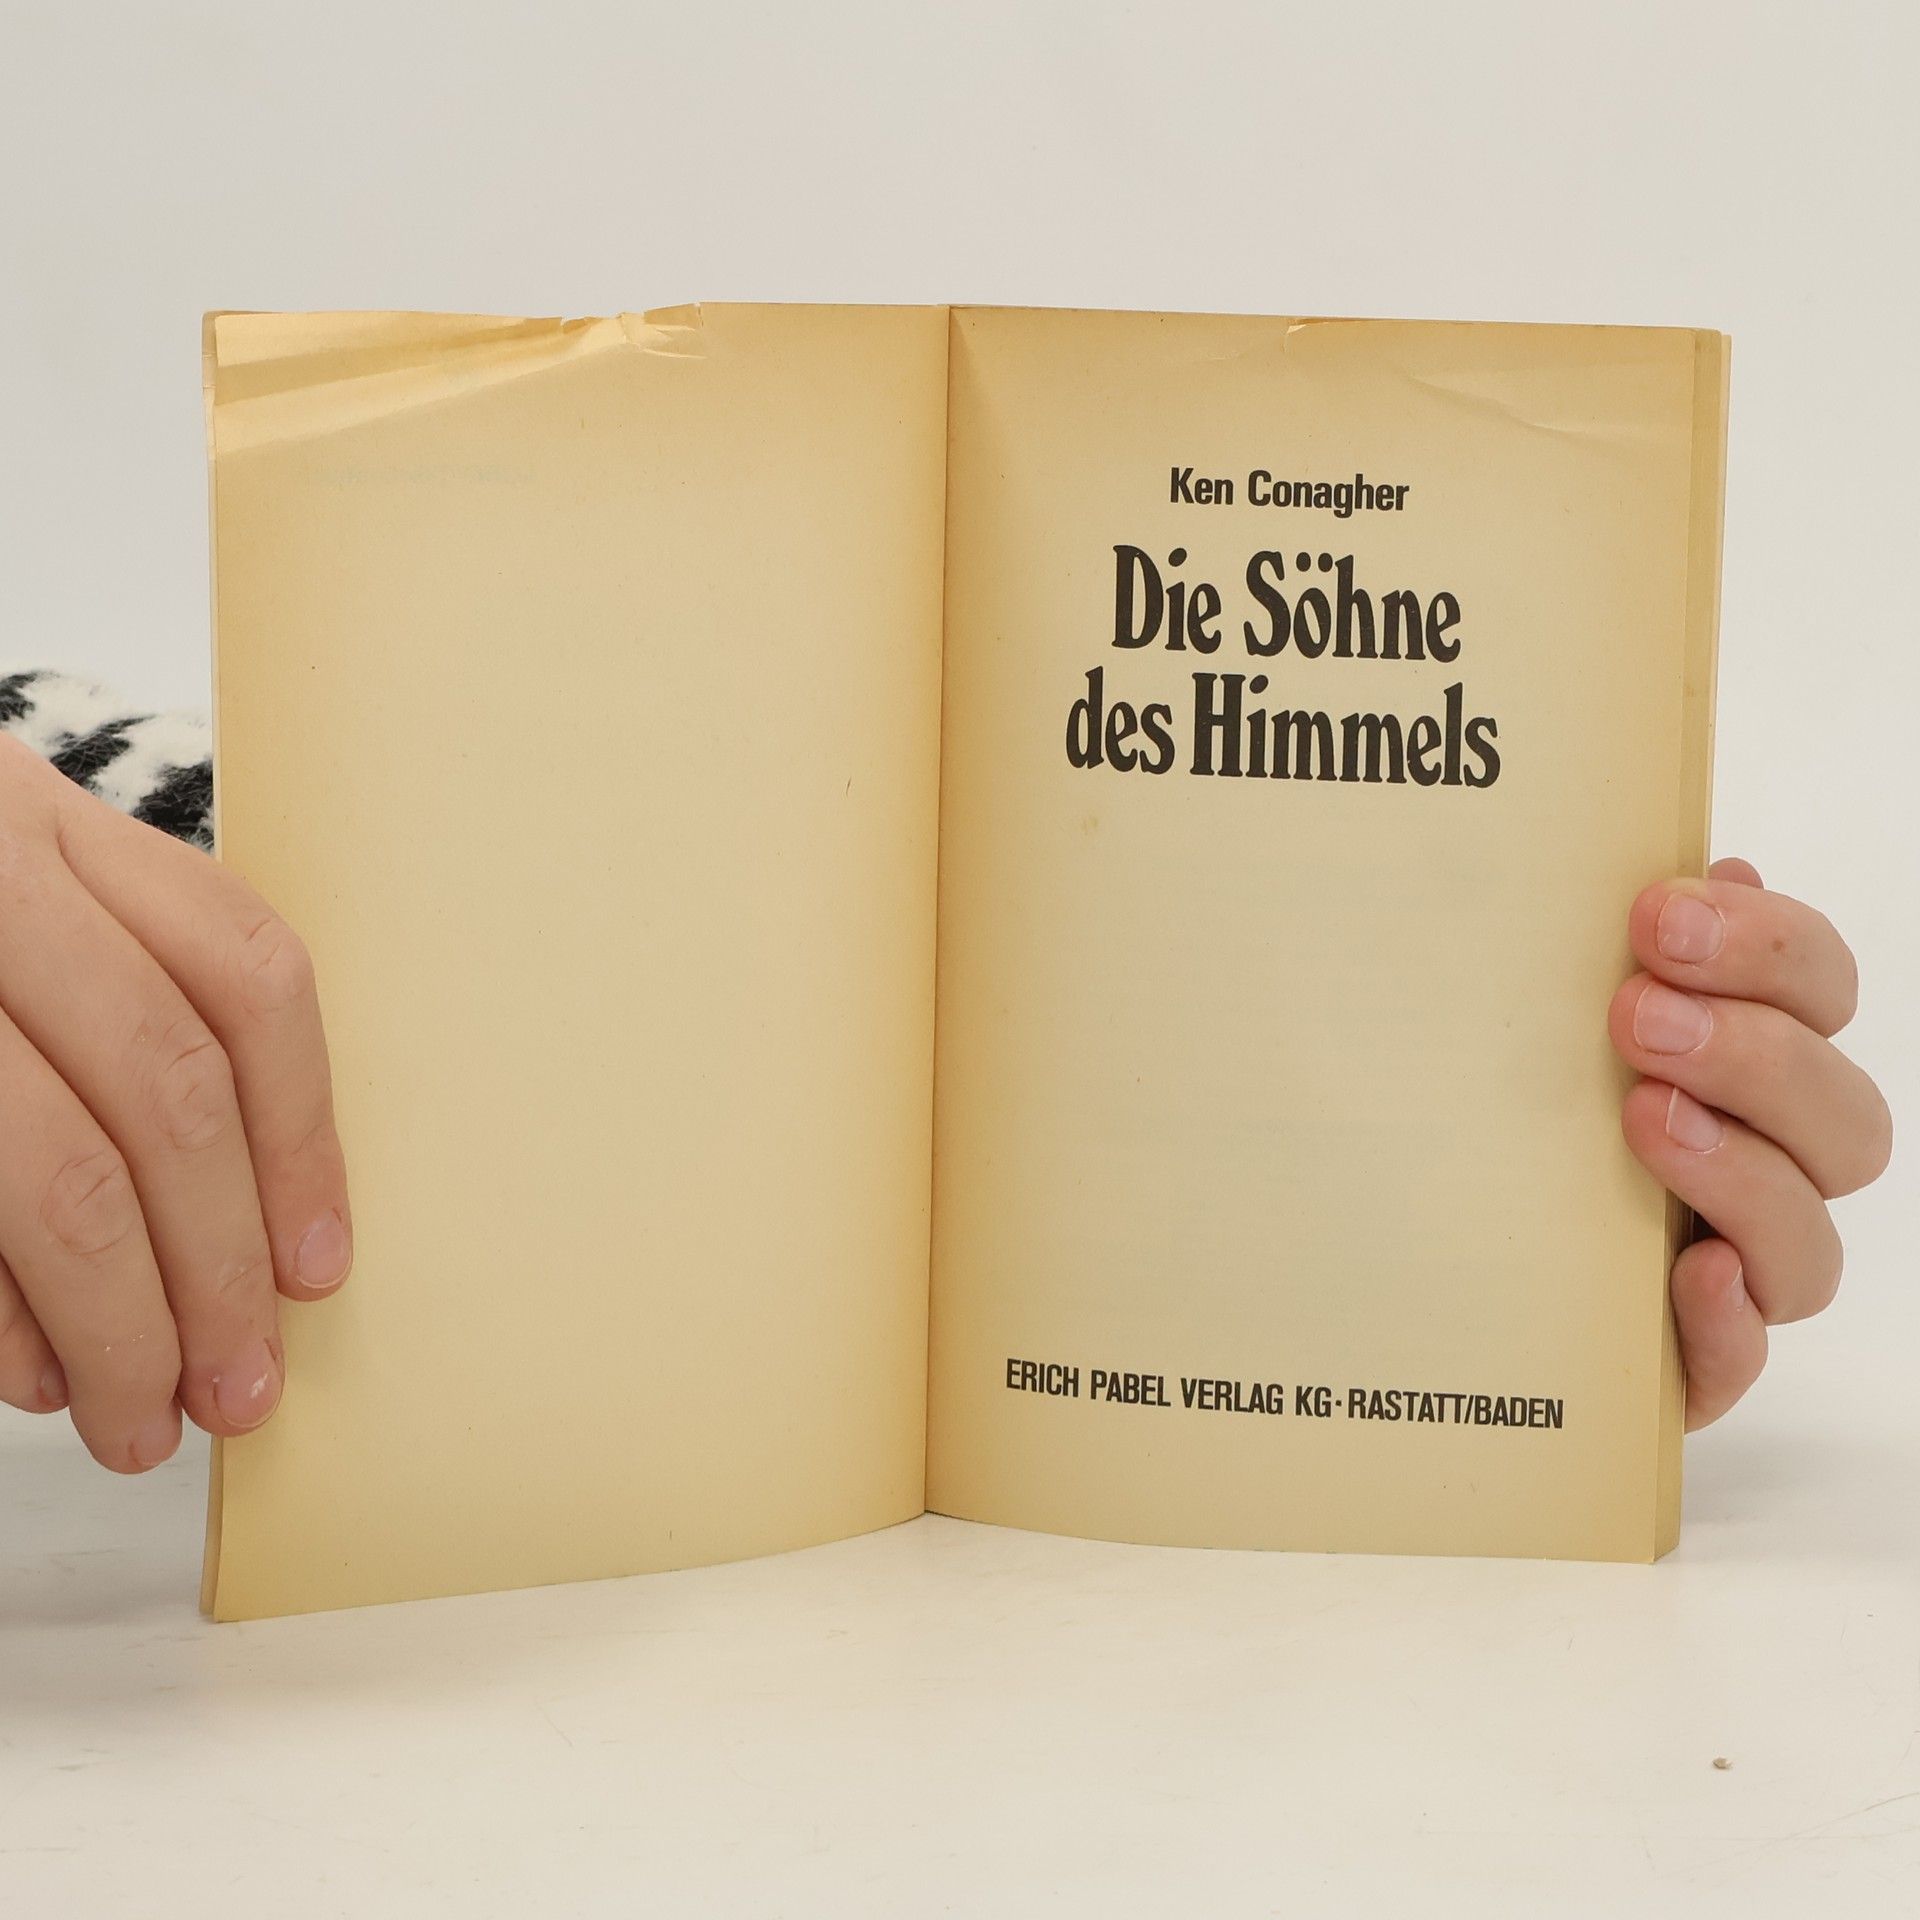 Ken Conagher
Die Söhne
des Himmels
ERICH PABEL VERLAG KG·RASTATT/BADEN